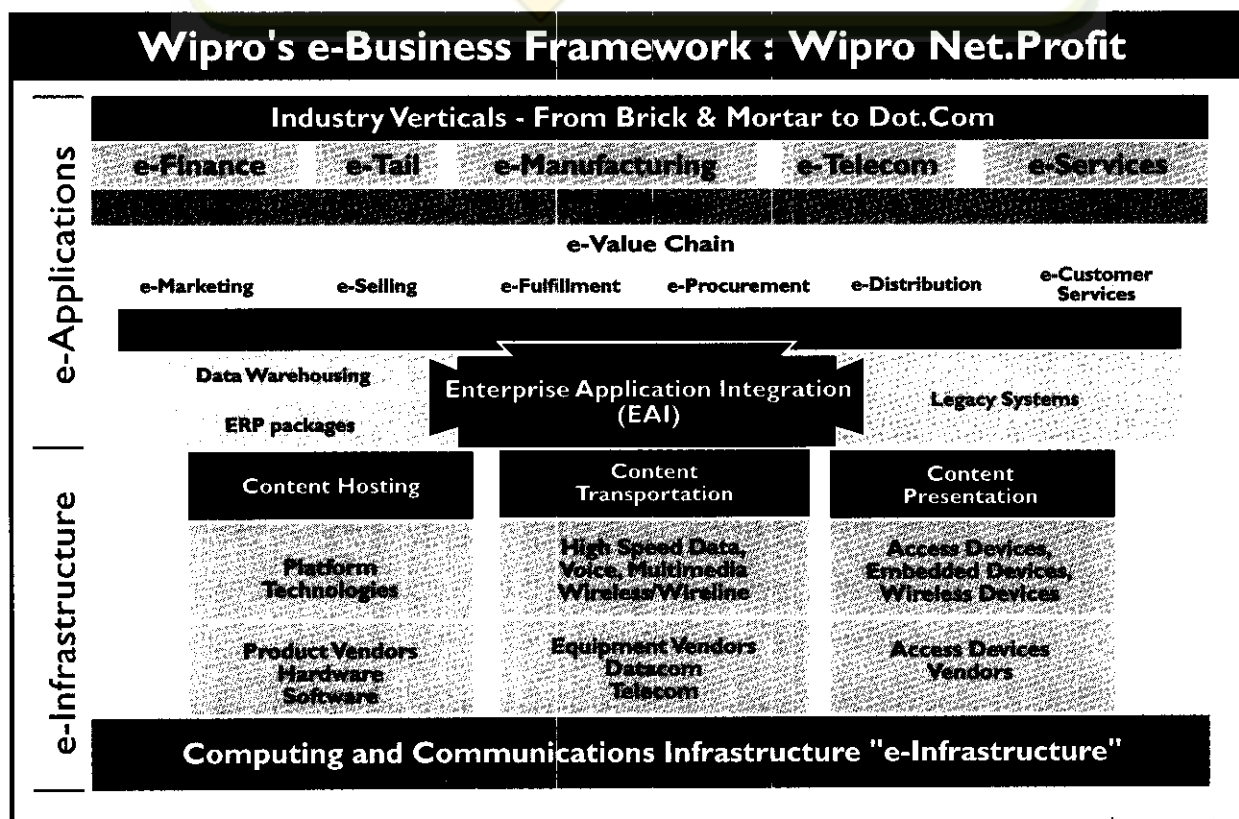 Wipro's e-Business Framework : Wipro Net.Profit
Industry Verticals - From Brick & Mortar to Dot.Com
e-Finance e-Tail e-Manufacturing e-Telecom e-Services
e-Applications
e-Value Chain
e-Marketing e-Selling e-Fulfillment e-Procurement e-Distribution e-Customer
Services
Data Warehousing
ERP packages
Enterprise Application Integration
(EAI)
Legacy Systems
e-Infrastructure
Content Hosting
Platform
Technologies
Product Vendors
Hardware
Software
Content
Transportation
High Speed Data,
Voice, Multimedia
Wireless/Wireline
Equipment Vendors
Datacom
Telecom
Content
Presentation
Access Devices,
Embedded Devices,
Wireless Devices
Access Devices
Vendors
Computing and Communications Infrastructure "e-Infrastructure"